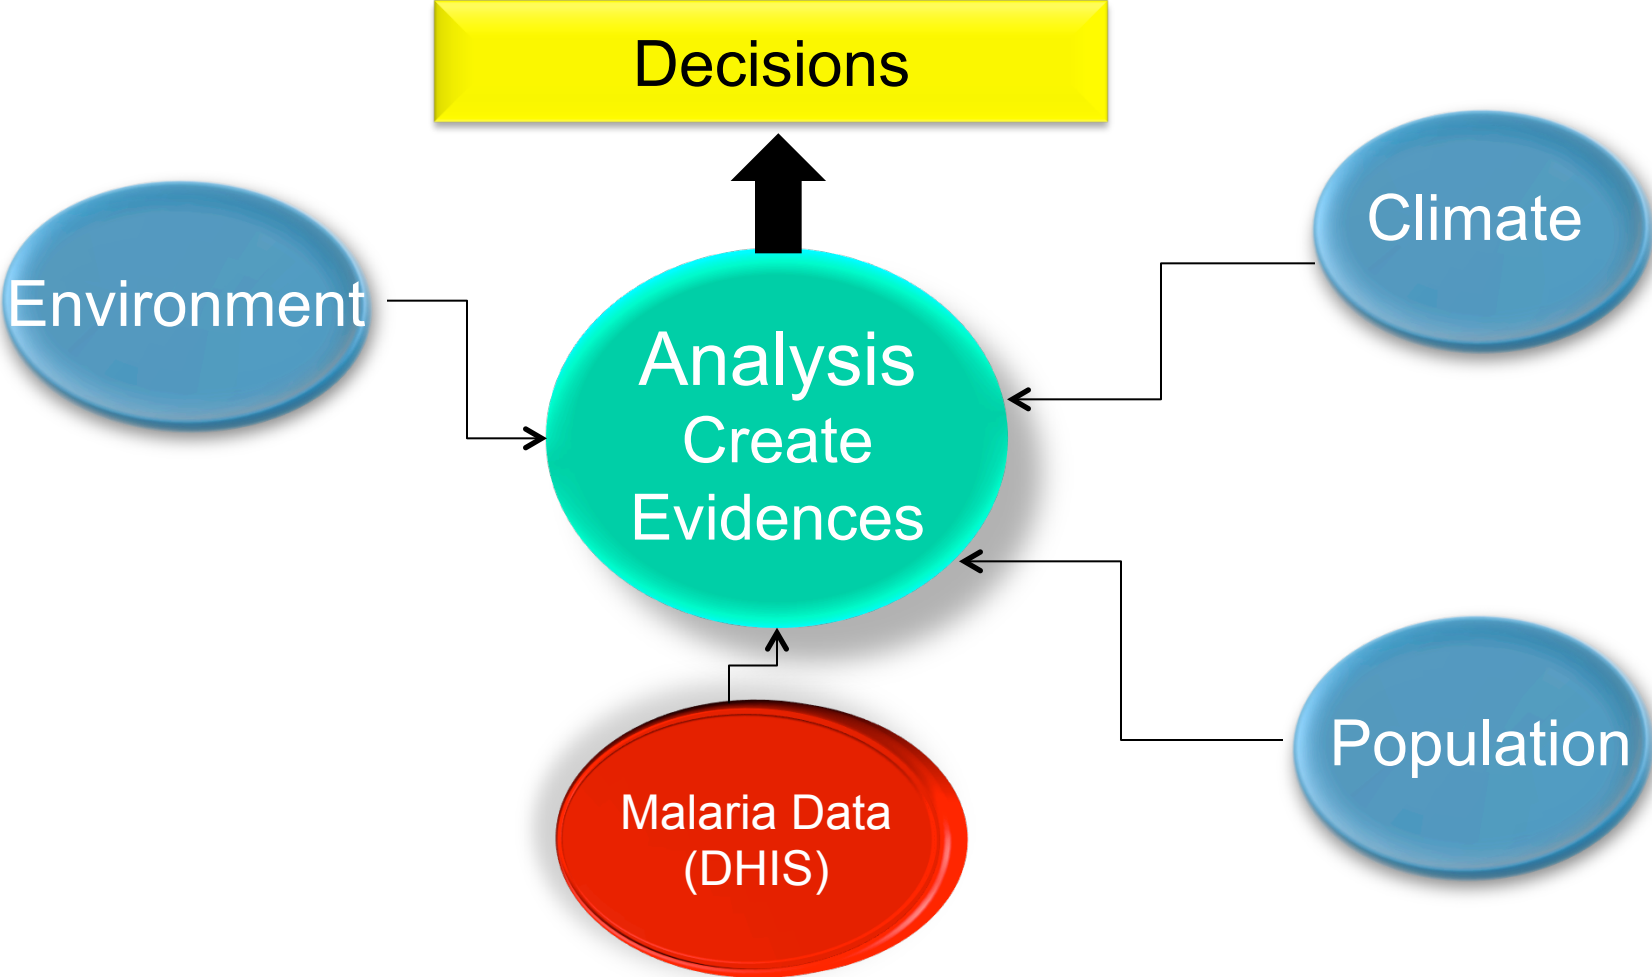 Decisions
Climate
Environment
Analysis
Create
Evidences
Population
Malaria Data
(DHIS)